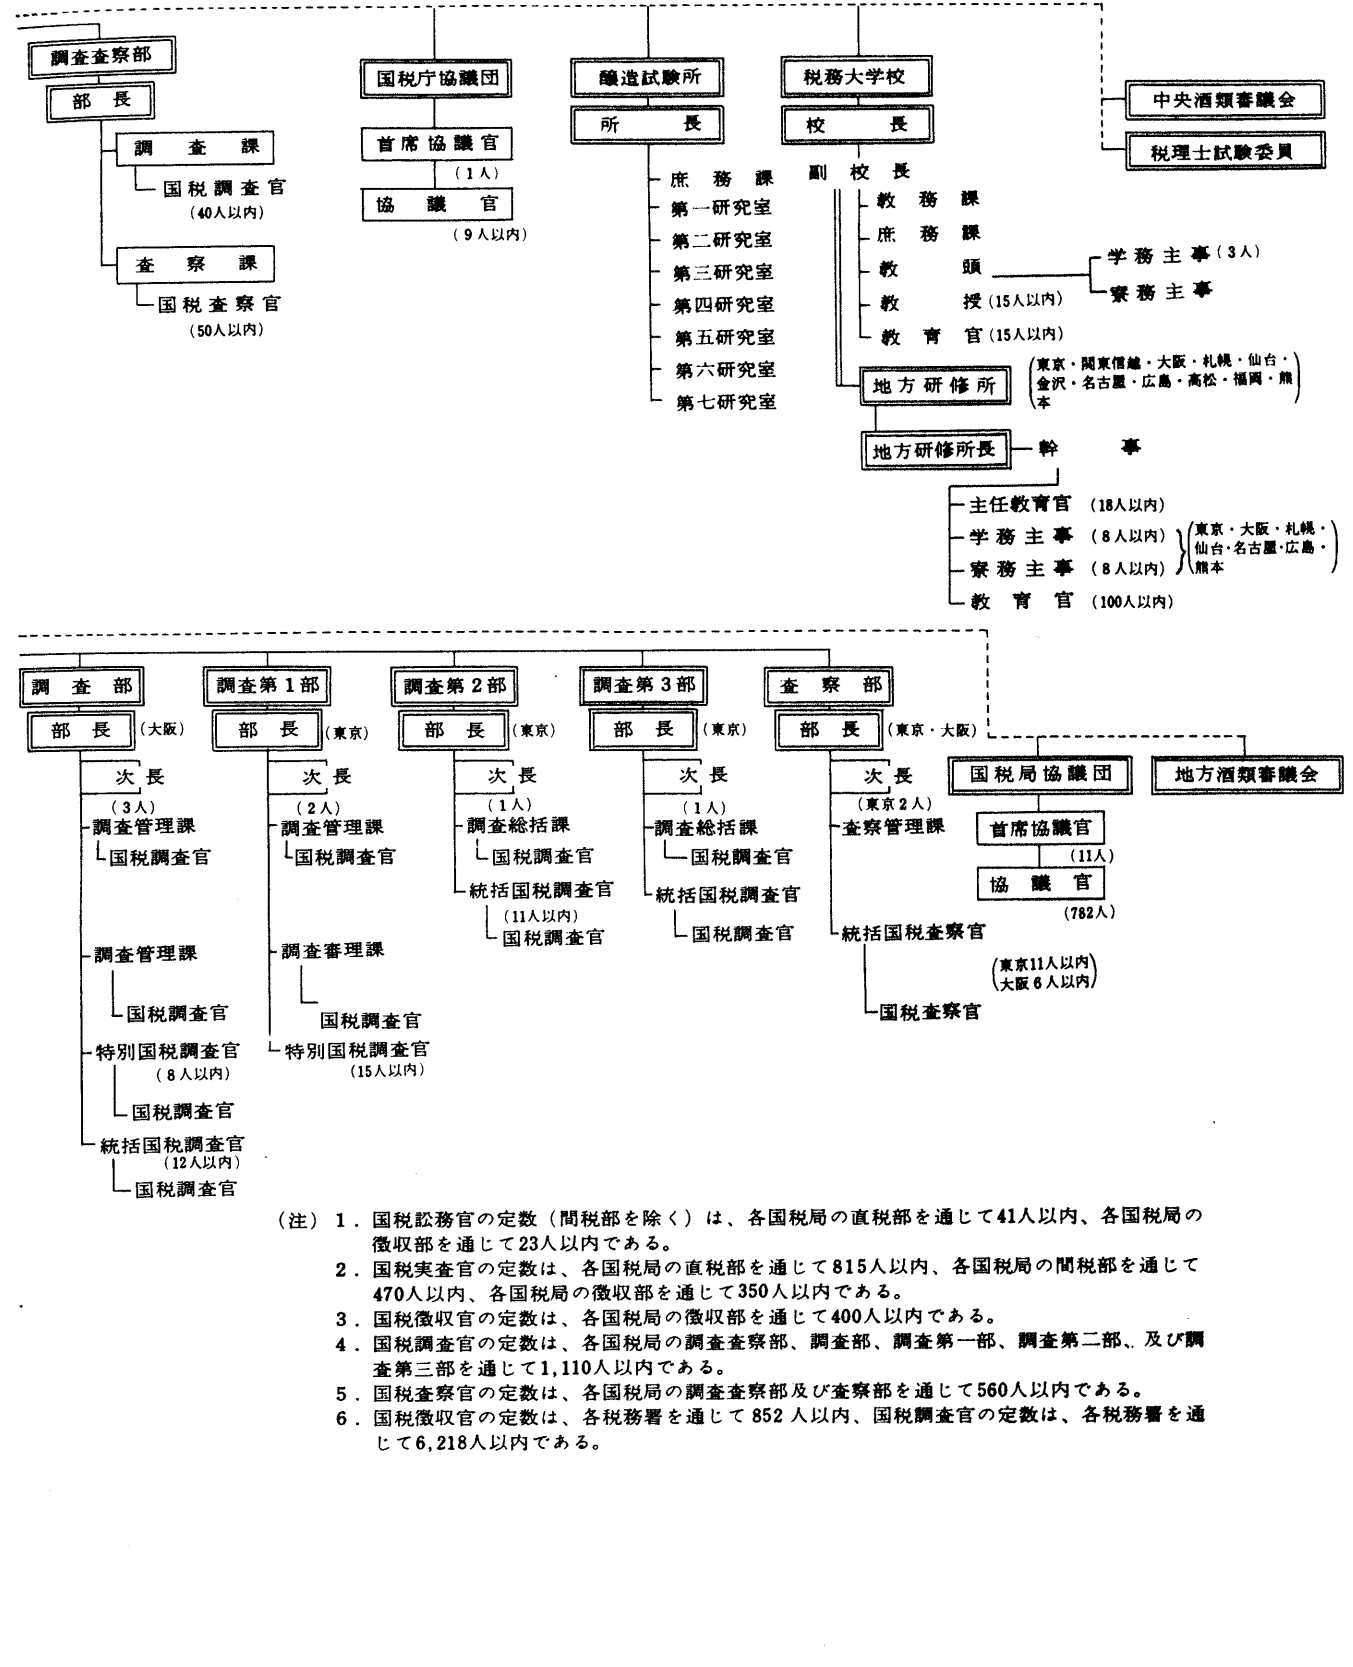 調査査察部
部長
調査課
国税調査官
(40人以内)
査察課
国税査察官
(50人以内)
国税庁協議団
首席協議官
(1人)
協議官
(9人以内)
醸造試験所
所長
庶務課
第一研究室
第二研究室
第三研究室
第四研究室
第五研究室
第六研究室
第七研究室
税務大学校
校長
副校長
教務課
庶務課
教頭
学務主事(3人)
寮務主事
教授(15人以内)
教育官(15人以内)
地方研修所
(東京・関東信越・大阪・札幌・仙台・
金沢・名古屋・広島・高松・福岡・熊
本)
地方研修所長
幹事
主任教育官(18人以内)
学務主事(8人以内)
寮務主事(8人以内)
(東京・大阪・札幌・
仙台・名古屋・広島・
熊本)
教育官(100人以内)
中央酒類審議会
税理士試験委員
調査部
部長(大阪)
次長
(3人)
調査管理課
国税調査官
調査管理課
国税調査官
特別国税調査官
(8人以内)
国税調査官
統括国税調査官
(12人以内)
国税調査官
調査第1部
部長(東京)
次長
(2人)
調査管理課
国税調査官
調査審理課
国税調査官
特別国税調査官
(15人以内)
調査第2部
部長(東京)
次長
(1人)
調査総括課
国税調査官
統括国税調査官
(11人以内)
国税調査官
調査第3部
部長(東京)
次長
(1人)
調査総括課
国税調査官
統括国税調査官
国税調査官
査察部
部長(東京・大阪)
次長
(東京2人)
査察管理課
統括国税査察官
(東京11人以内
大阪6人以内)
国税査察官
国税局協議団
首席協議官
(11人)
協議官
(782人)
地方酒類審議会
(注) 1. 国税訟務官の定数(間税部を除く)は、各国税局の直税部を通じて41人以内、各国税局の
徴収部を通じて23人以内である。
2. 国税実査官の定数は、各国税局の直税部を通じて815人以内、各国税局の間税部を通じて
470人以内、各国税局の徴収部を通じて350人以内である。
3. 国税徴収官の定数は、各国税局の徴収部を通じて400人以内である。
4. 国税調査官の定数は、各国税局の調査査察部、調査部、調査第一部、調査第二部、及び調
査第三部を通じて1,110人以内である。
5. 国税査察官の定数は、各国税局の調査査察部及び査察部を通じて560人以内である。
6. 国税徴収官の定数は、各税務署を通じて852人以内、国税調査官の定数は、各税務署を通
じて6,218人以内である。